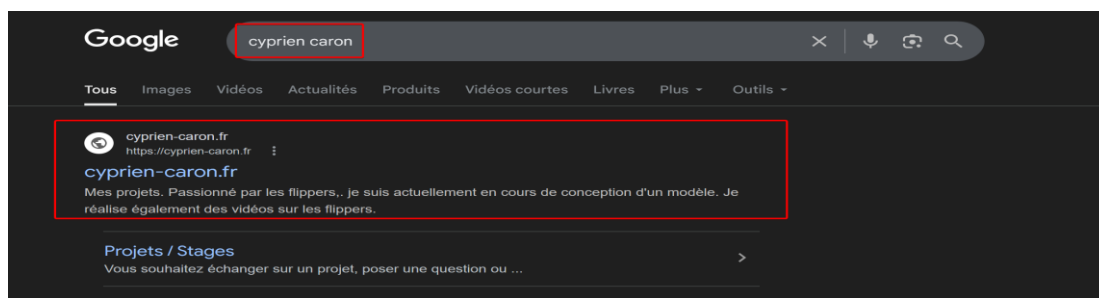 Google
cyprien caron
Tous Images Vidéos Actualités Produits Vidéos courtes Livres Plus Outils
cyprien-caron.fr
https://cyprien-caron.fr
cyprien-caron.fr
Mes projets. Passionné par les flippers,. je suis actuellement en cours de conception d'un modèle. Je
réalise également des vidéos sur les flippers.
Projets / Stages
Vous souhaitez échanger sur un projet, poser une question ou ...